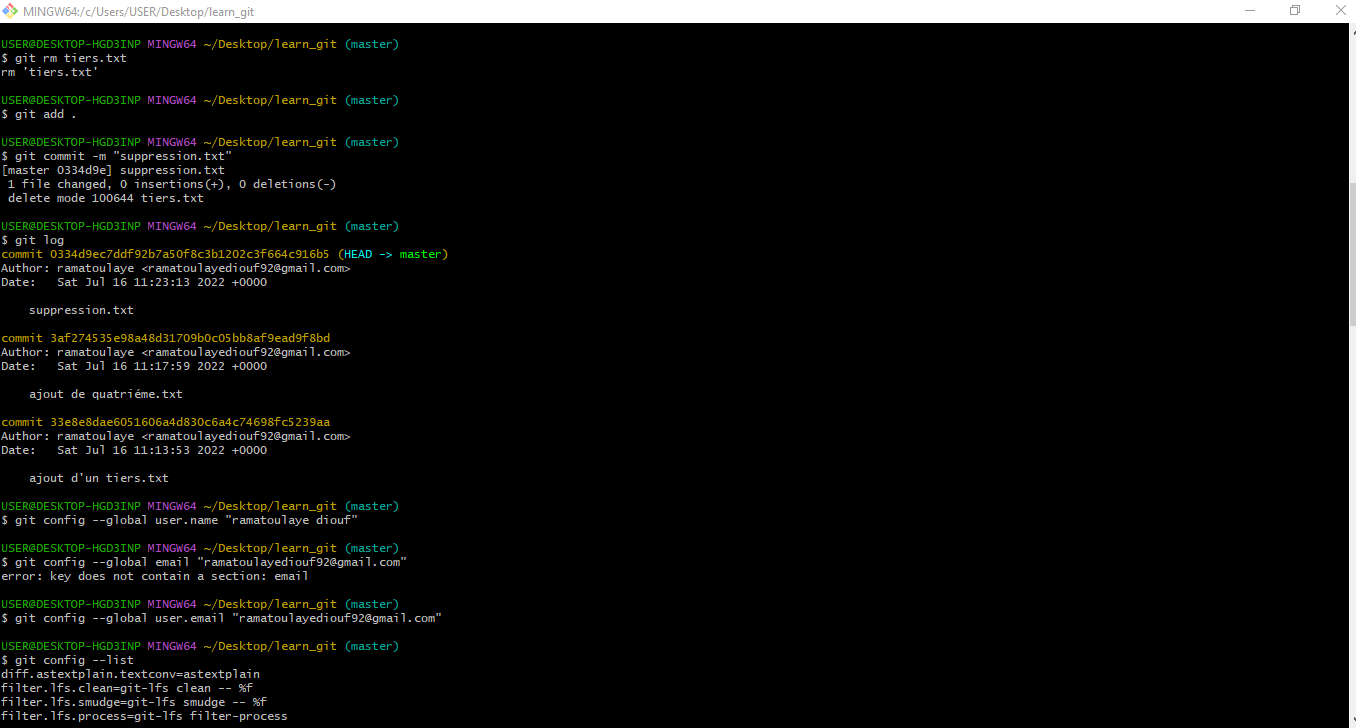 MINGW64:/c/Users/USER/Desktop/learn_git
USER@DESKTOP-HGD3INP MINGW64 ~/Desktop/learn_git (master)
$ git rm tiers.txt
rm 'tiers.txt'
USER@DESKTOP-HGD3INP MINGW64 ~/Desktop/learn_git (master)
$ git add .
USER@DESKTOP-HGD3INP MINGW64 ~/Desktop/learn_git (master)
$ git commit -m "suppression.txt"
[master 0334d9e] suppression.txt
 1 file changed, 0 insertions(+), 0 deletions(-)
 delete mode 100644 tiers.txt
USER@DESKTOP-HGD3INP MINGW64 ~/Desktop/learn_git (master)
$ git log
commit 0334d9ec7ddf92b7a50f8c3b1202c3f664c916b5 (HEAD -> master)
Author: ramatoulaye <ramatoulayediouf92@gmail.com>
Date:   Sat Jul 16 11:23:13 2022 +0000
    suppression.txt
commit 3af274535e98a48d31709b0c05bb8af9ead9f8bd
Author: ramatoulaye <ramatoulayediouf92@gmail.com>
Date:   Sat Jul 16 11:17:59 2022 +0000
    ajout de quatriéme.txt
commit 33e8e8dae6051606a4d830c6a4c74698fc5239aa
Author: ramatoulaye <ramatoulayediouf92@gmail.com>
Date:   Sat Jul 16 11:13:53 2022 +0000
    ajout d'un tiers.txt
USER@DESKTOP-HGD3INP MINGW64 ~/Desktop/learn_git (master)
$ git config --global user.name "ramatoulaye diouf"
USER@DESKTOP-HGD3INP MINGW64 ~/Desktop/learn_git (master)
$ git config --global email "ramatoulayediouf92@gmail.com"
error: key does not contain a section: email
USER@DESKTOP-HGD3INP MINGW64 ~/Desktop/learn_git (master)
$ git config --global user.email "ramatoulayediouf92@gmail.com"
USER@DESKTOP-HGD3INP MINGW64 ~/Desktop/learn_git (master)
$ git config --list
diff.astextplain.textconv=astextplain
filter.lfs.clean=git-lfs clean -- %f
filter.lfs.smudge=git-lfs smudge -- %f
filter.lfs.process=git-lfs filter-process